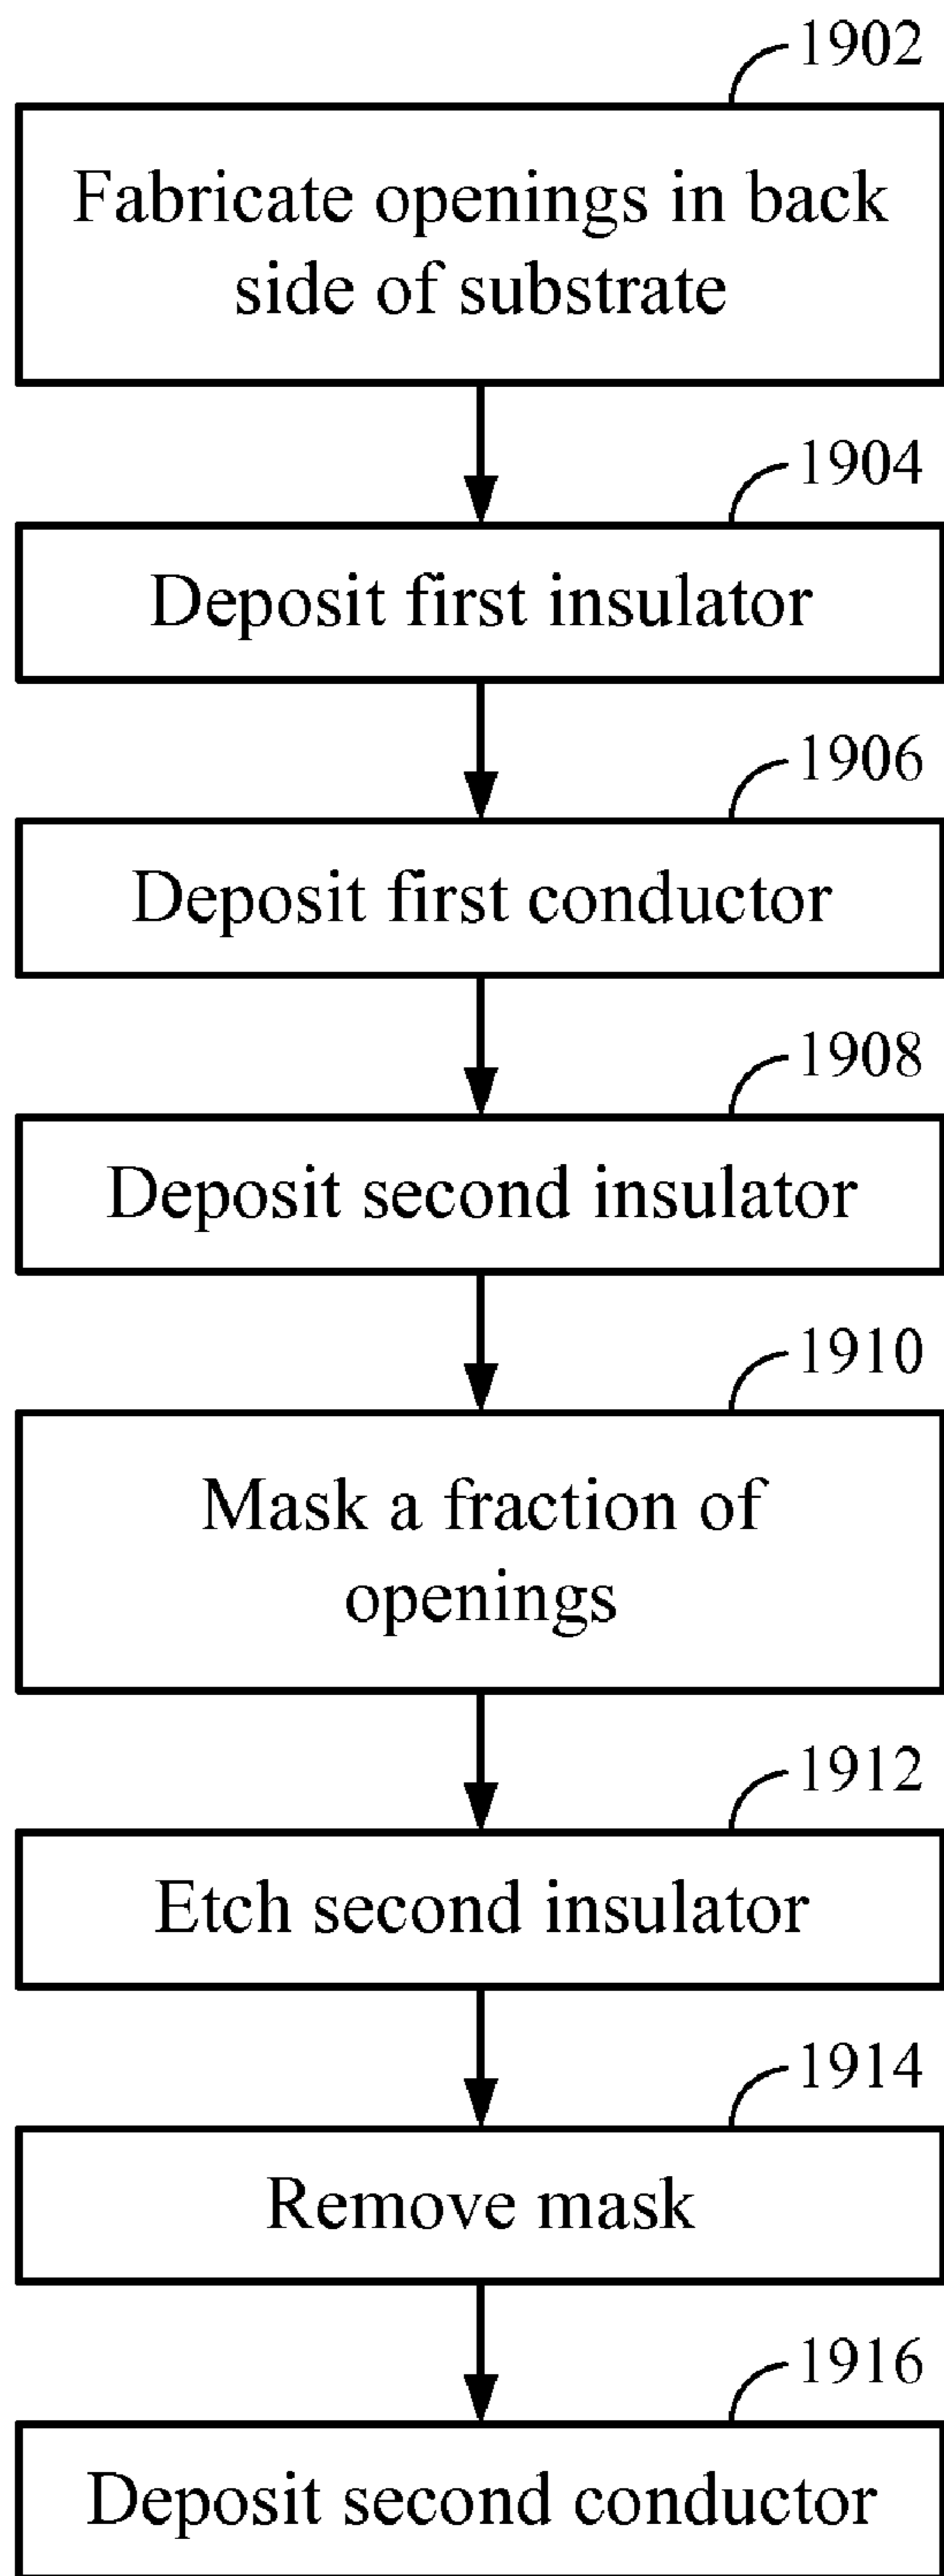 1902
Fabricate openings in back
side of substrate
1904
Deposit first insulator
1906
Deposit first conductor
1908
Deposit second insulator
1910
Mask a fraction of
openings
1912
Etch second insulator
1914
Remove mask
1916
Deposit second conductor